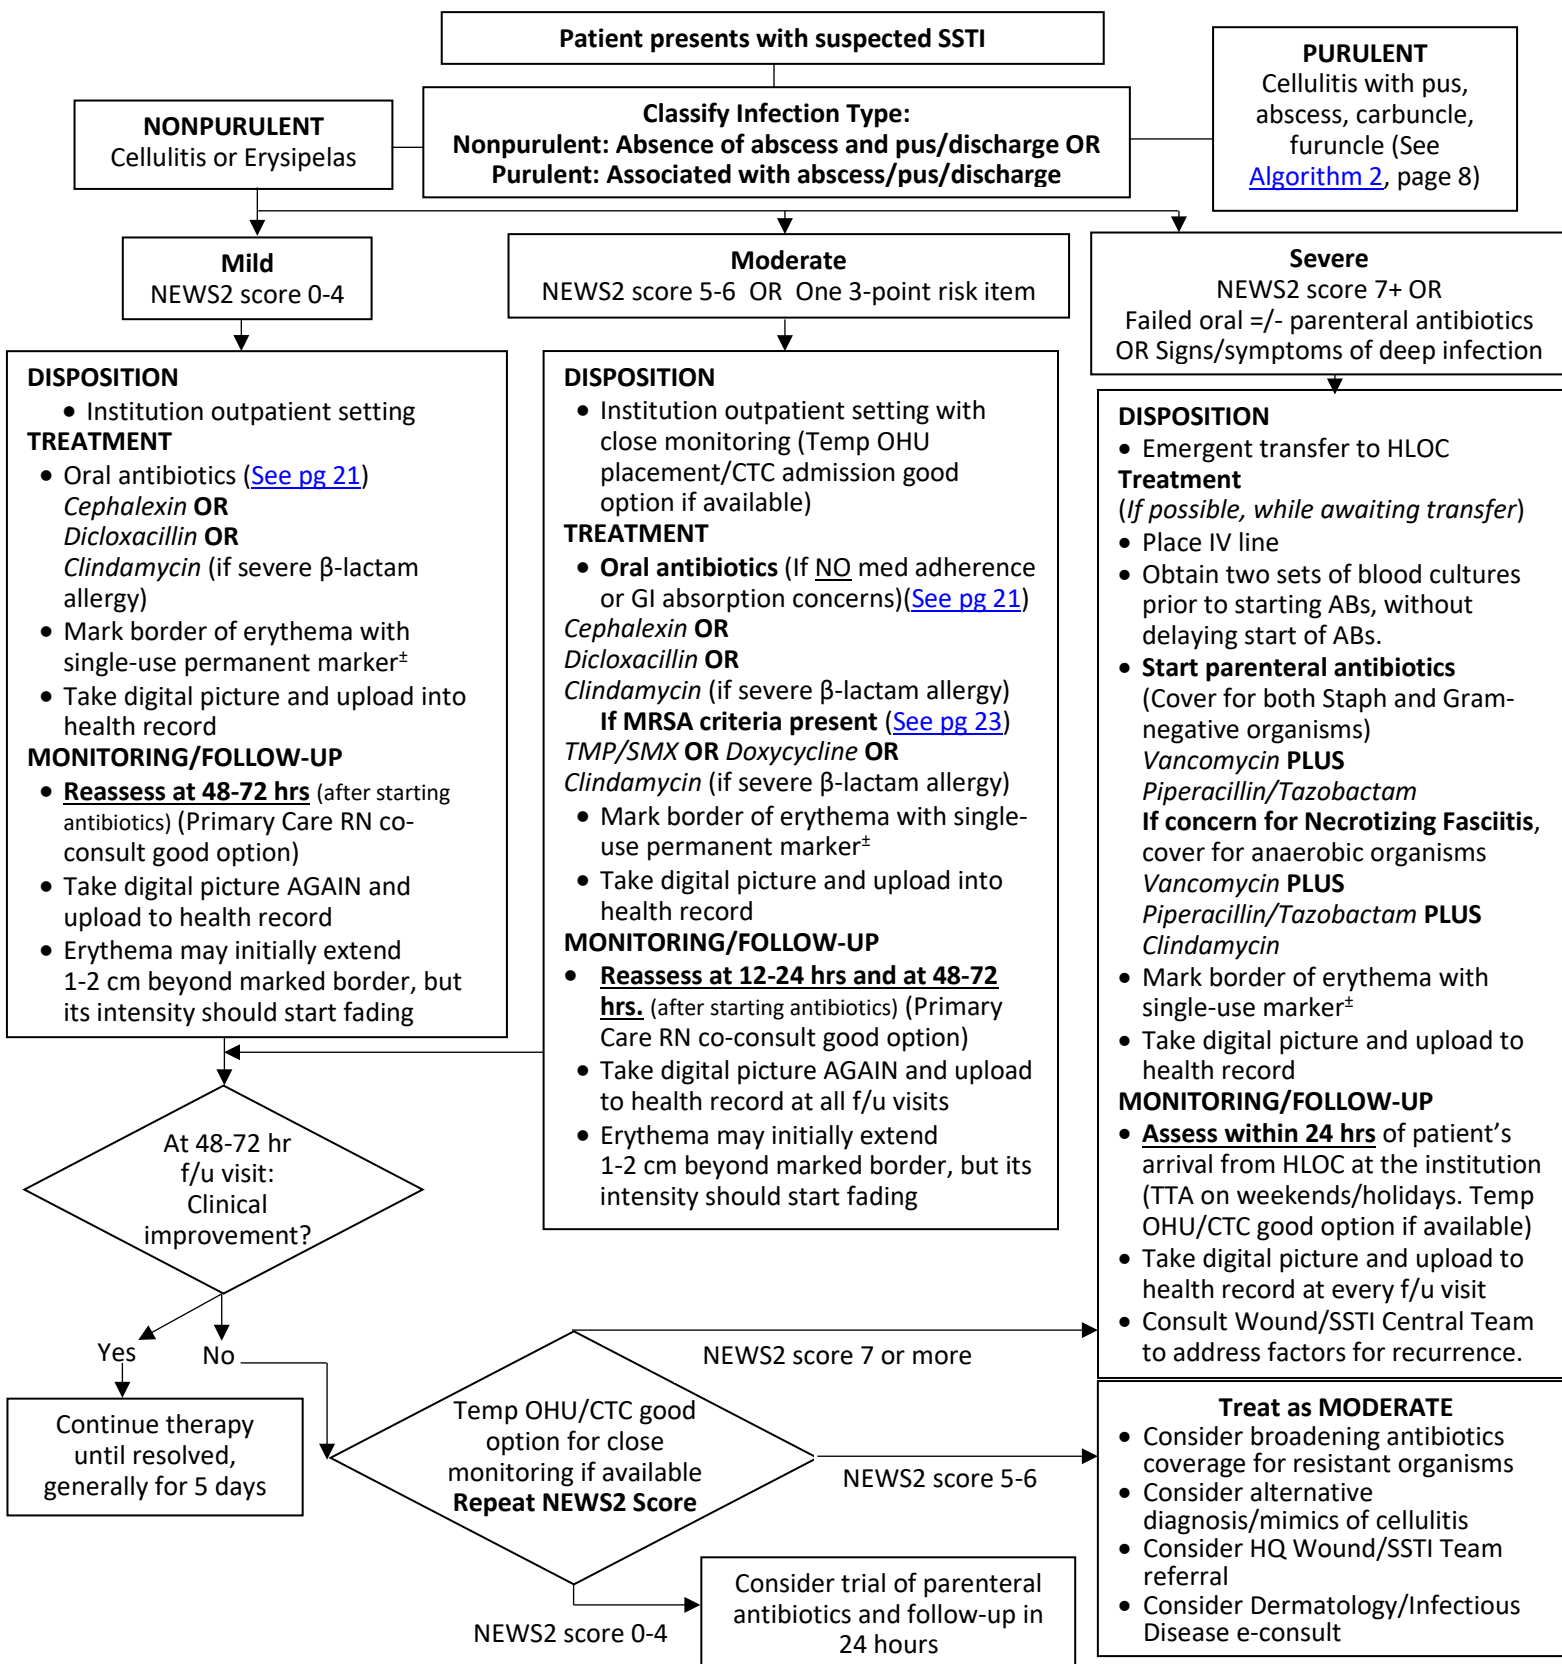 Patient presents with suspected SSTI
NONPURULENT
Cellulitis or Erysipelas
Classify Infection Type:
Nonpurulent: Absence of abscess and pus/discharge OR
Purulent: Associated with abscess/pus/discharge
PURULENT
Cellulitis with pus,
abscess, carbuncle,
furuncle (See
Algorithm 2, page 8)
Mild
NEWS2 score 0-4
Moderate
NEWS2 score 5-6 OR One 3-point risk item
Severe
NEWS2 score 7+ OR
Failed oral =/- parenteral antibiotics
OR Signs/symptoms of deep infection
DISPOSITION
• Institution outpatient setting
TREATMENT
• Oral antibiotics (See pg 21)
Cephalexin OR
Dicloxacillin OR
Clindamycin (if severe β-lactam
allergy)
• Mark border of erythema with
single-use permanent marker±
• Take digital picture and upload into
health record
MONITORING/FOLLOW-UP
• Reassess at 48-72 hrs (after starting
antibiotics) (Primary Care RN co-
consult good option)
• Take digital picture AGAIN and
upload to health record
• Erythema may initially extend
1-2 cm beyond marked border, but
its intensity should start fading
DISPOSITION
• Institution outpatient setting with
close monitoring (Temp OHU
placement/CTC admission good
option if available)
TREATMENT
• Oral antibiotics (If NO med adherence
or GI absorption concerns)(See pg 21)
Cephalexin OR
Dicloxacillin OR
Clindamycin (if severe β-lactam allergy)
If MRSA criteria present (See pg 23)
TMP/SMX OR Doxycycline OR
Clindamycin (if severe β-lactam allergy)
• Mark border of erythema with single-
use permanent marker±
• Take digital picture and upload into
health record
MONITORING/FOLLOW-UP
• Reassess at 12-24 hrs and at 48-72
hrs. (after starting antibiotics) (Primary
Care RN co-consult good option)
• Take digital picture AGAIN and upload
to health record at all f/u visits
• Erythema may initially extend
1-2 cm beyond marked border, but its
intensity should start fading
DISPOSITION
• Emergent transfer to HLOC
Treatment
(If possible, while awaiting transfer)
• Place IV line
• Obtain two sets of blood cultures
prior to starting ABs, without
delaying start of ABs.
• Start parenteral antibiotics
(Cover for both Staph and Gram-
negative organisms)
Vancomycin PLUS
Piperacillin/Tazobactam
If concern for Necrotizing Fasciitis,
cover for anaerobic organisms
Vancomycin PLUS
Piperacillin/Tazobactam PLUS
Clindamycin
• Mark border of erythema with
single-use marker±
• Take digital picture and upload to
health record
MONITORING/FOLLOW-UP
• Assess within 24 hrs of patient’s
arrival from HLOC at the institution
(TTA on weekends/holidays. Temp
OHU/CTC good option if available)
• Take digital picture and upload to
health record at every f/u visit
• Consult Wound/SSTI Central Team
to address factors for recurrence.
At 48-72 hr
f/u visit:
Clinical
improvement?
Yes
No
Continue therapy
until resolved,
generally for 5 days
Temp OHU/CTC good
option for close
monitoring if available
Repeat NEWS2 Score
NEWS2 score 7 or more
NEWS2 score 5-6
NEWS2 score 0-4
Consider trial of parenteral
antibiotics and follow-up in
24 hours
Treat as MODERATE
• Consider broadening antibiotics
coverage for resistant organisms
• Consider alternative
diagnosis/mimics of cellulitis
• Consider HQ Wound/SSTI Team
referral
• Consider Dermatology/Infectious
Disease e-consult